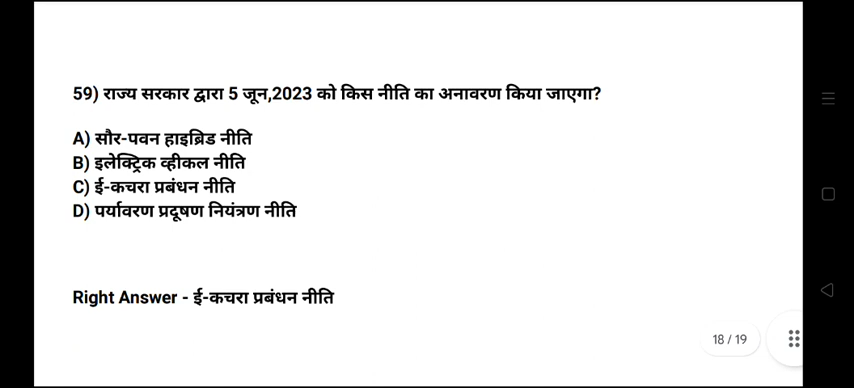 59) राज्य सरकार द्वारा 5 जून,2023 को किस नीति का अनावरण किया जाएगा?
A) सौर-पवन हाइब्रिड नीति
B) इलेक्ट्रिक व्हीकल नीति
C) ई-कचरा प्रबंधन नीति
D) पर्यावरण प्रदूषण नियंत्रण नीति
Right Answer - ई-कचरा प्रबंधन नीति
18 / 19